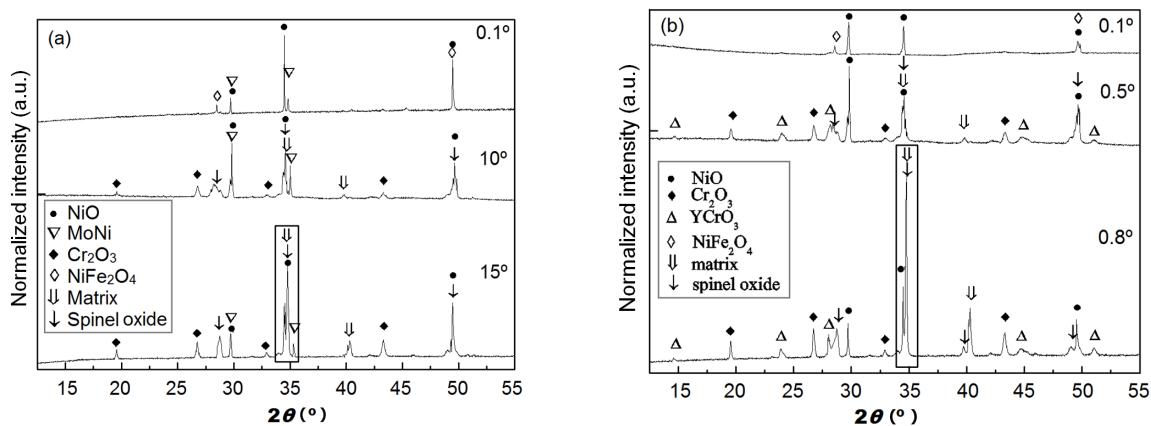 (a)
0.1º
10º
15º
NiO
MoNi
Cr₂O₃
NiFe₂O₄
Matrix
Spinel oxide
Normalized intensity (a.u.)
15 20 25 30 35 40 45 50 55
2θ (º)
(b)
0.1º
0.5º
0.8º
NiO
Cr₂O₃
YCrO₃
NiFe₂O₄
matrix
spinel oxide
Normalized intensity (a.u.)
15 20 25 30 35 40 45 50 55
2θ (º)